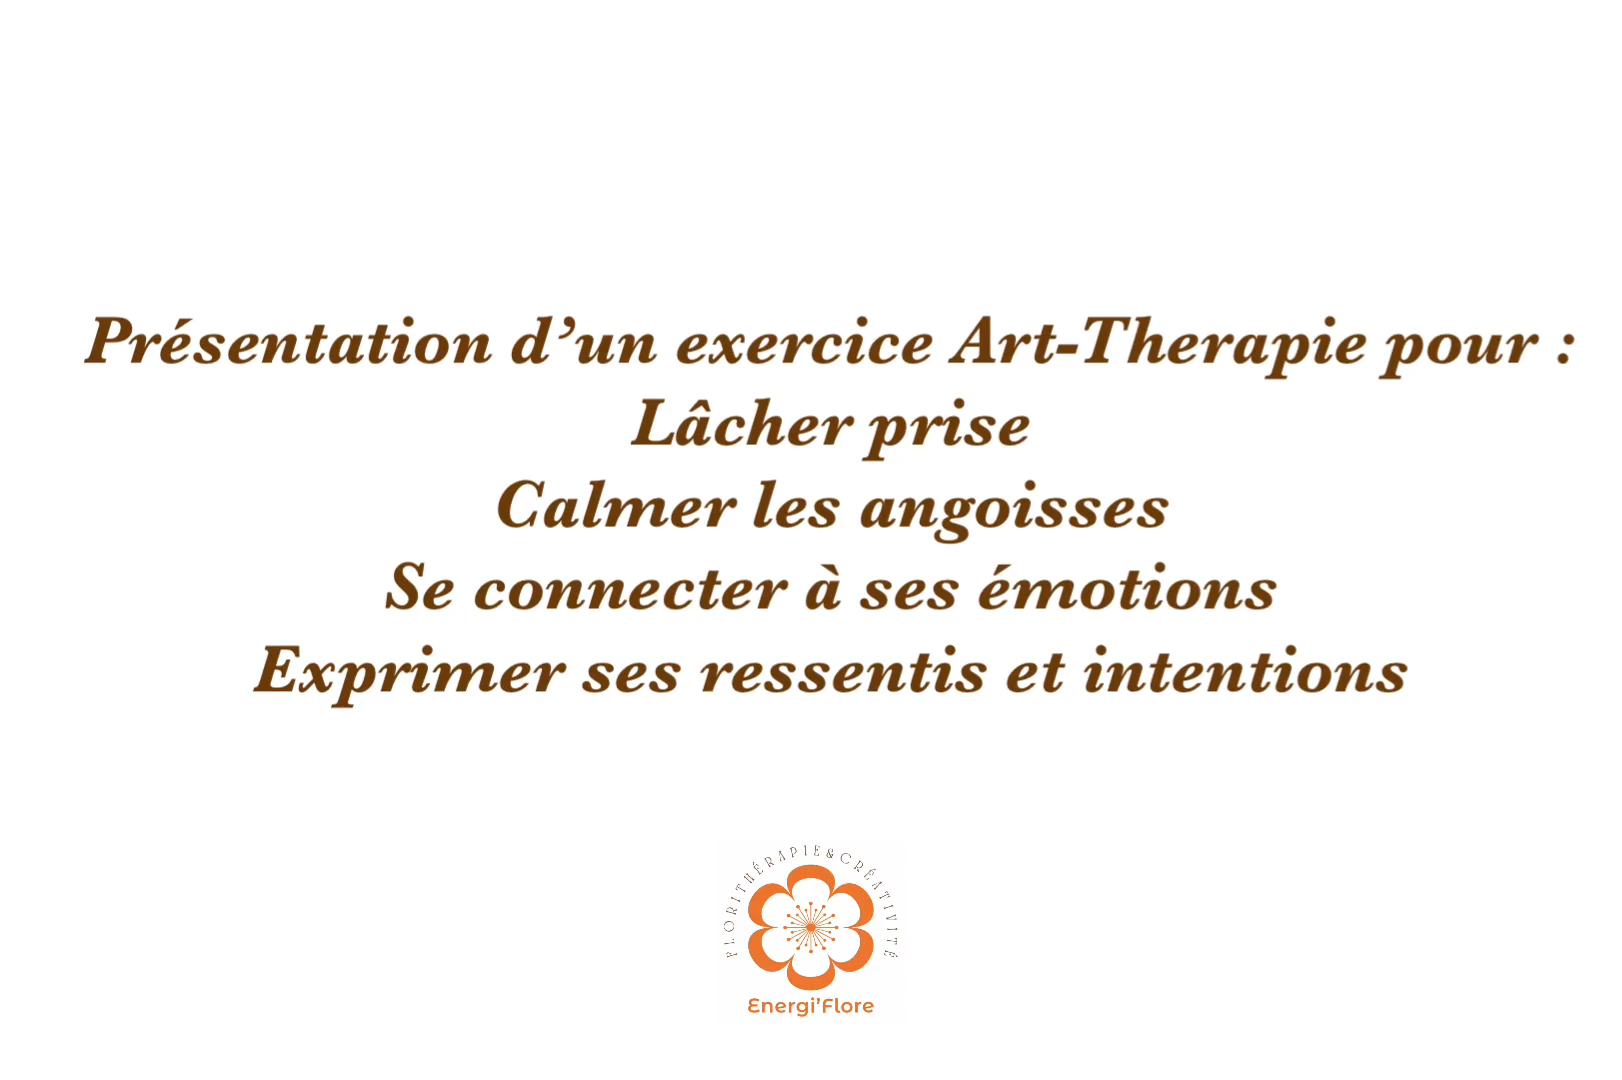 Présentation d’un exercice Art-Therapie pour :
Lâcher prise
Calmer les angoisses
Se connecter à ses émotions
Exprimer ses ressentis et intentions
FLORITHÉRAPIE&CRÉATIVITÉ
Energi’Flore